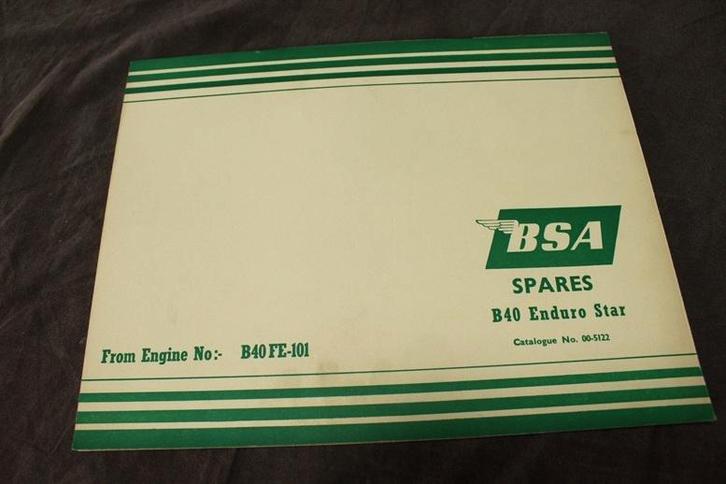 BSA
SPARES
B40 Enduro Star
Catalogue No. 00-5122
From Engine No:- B40 FE-101